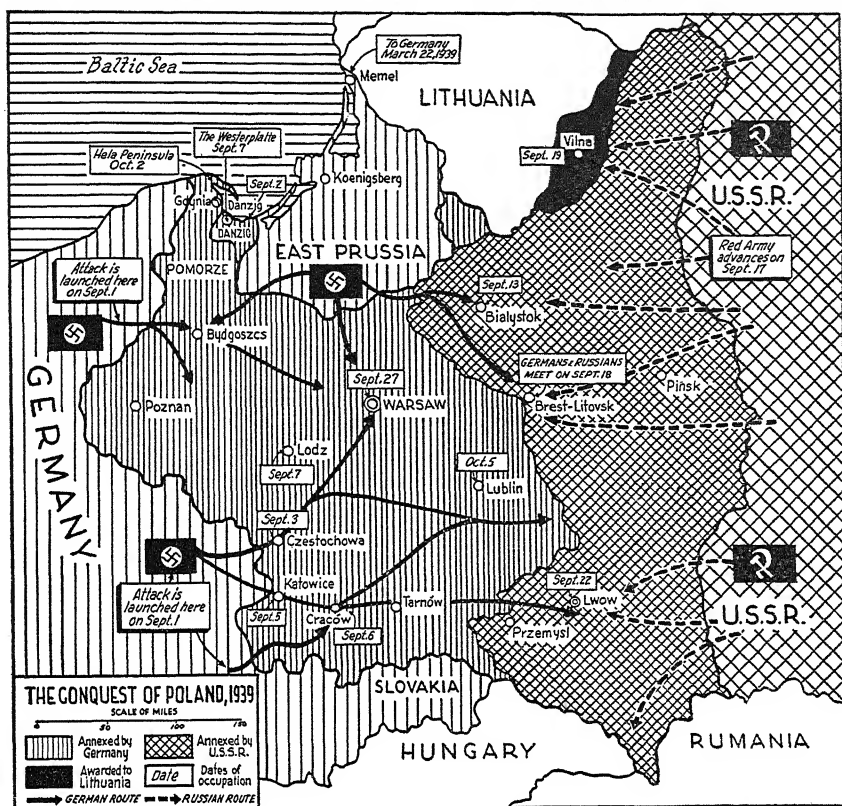 Baltic Sea
To Germany
March 22, 1939
Memel
LITHUANIA
The Westerplatte
Sept. 7
Hela Peninsula
Oct. 2
Sept. 2
Vilna
Sept. 19
U.S.S.R.
Koenigsberg
Gdynia
Danzig
DANZIG
EAST PRUSSIA
Red Army
advances on
Sept. 17
Attack is
launched here
on Sept. 1
POMORZE
Sept. 13
Bialystok
Bydgoszcs
GERMANS & RUSSIANS
MEET ON SEPT. 18
Pińsk
GERMANY
Sept. 27
WARSAW
Brest-Litovsk
Poznan
Lodz
Sept. 7
Oct. 5
Lublin
Sept. 3
Czestochowa
Attack is
launched here
on Sept. 1
Katowice
Sept. 5
Craców
Sept. 6
Tarnów
Sept. 22
Lwow
Przemysl
U.S.S.R.
SLOVAKIA
HUNGARY
RUMANIA
THE CONQUEST OF POLAND, 1939
SCALE OF MILES
0 50 100 150
Annexed by
Germany
Annexed by
U.S.S.R.
Awarded to
Lithuania
Date
Dates of
occupation
GERMAN ROUTE
RUSSIAN ROUTE